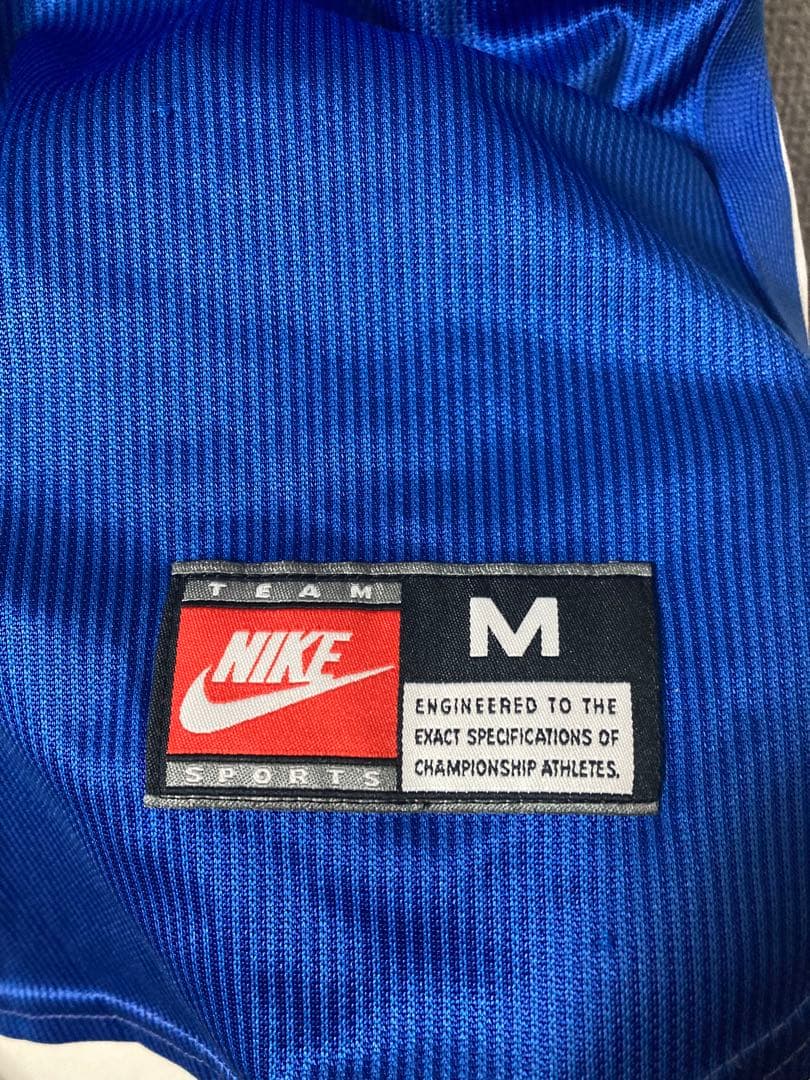 TEAM
NIKE
SPORTS
M
ENGINEERED TO THE
EXACT SPECIFICATIONS OF
CHAMPIONSHIP ATHLETES.